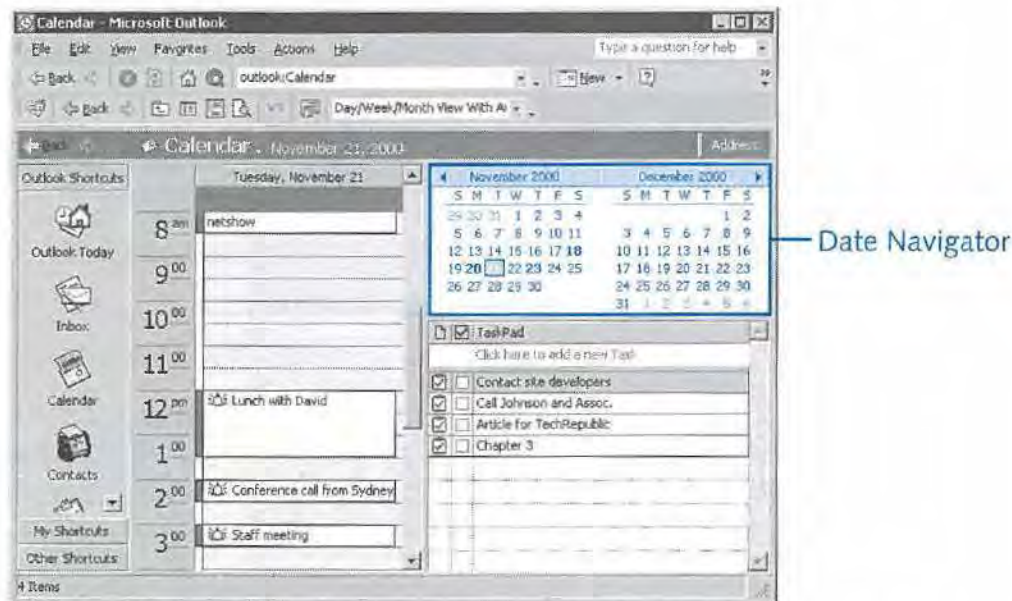 Calendar - Microsoft Outlook
File Edit View Favorites Tools Actions Help Type a question for help
Back outlook:Calendar New
Back Day/Week/Month View With
Back Calendar . November 21, 2000 Address
Outlook Shortcuts
Outlook Today
Inbox
Calendar
Contacts
My Shortcuts
Other Shortcuts
Tuesday, November 21
8 am netshow
9 00
10 00
11 00
12 pm Lunch with David
1 00
2 00 Conference call from Sydney
3 00 Staff meeting
November 2000
S M T W T F S
29 30 31 1 2 3 4
5 6 7 8 9 10 11
12 13 14 15 16 17 18
19 20 21 22 23 24 25
26 27 28 29 30
December 2000
S M T W T F S
1 2
3 4 5 6 7 8 9
10 11 12 13 14 15 16
17 18 19 20 21 22 23
24 25 26 27 28 29 30
31 1 2 3 4 5 6
Date Navigator
TaskPad
Click here to add a new Task
Contact site developers
Call Johnson and Assoc.
Article for TechRepublic
Chapter 3
4 Items